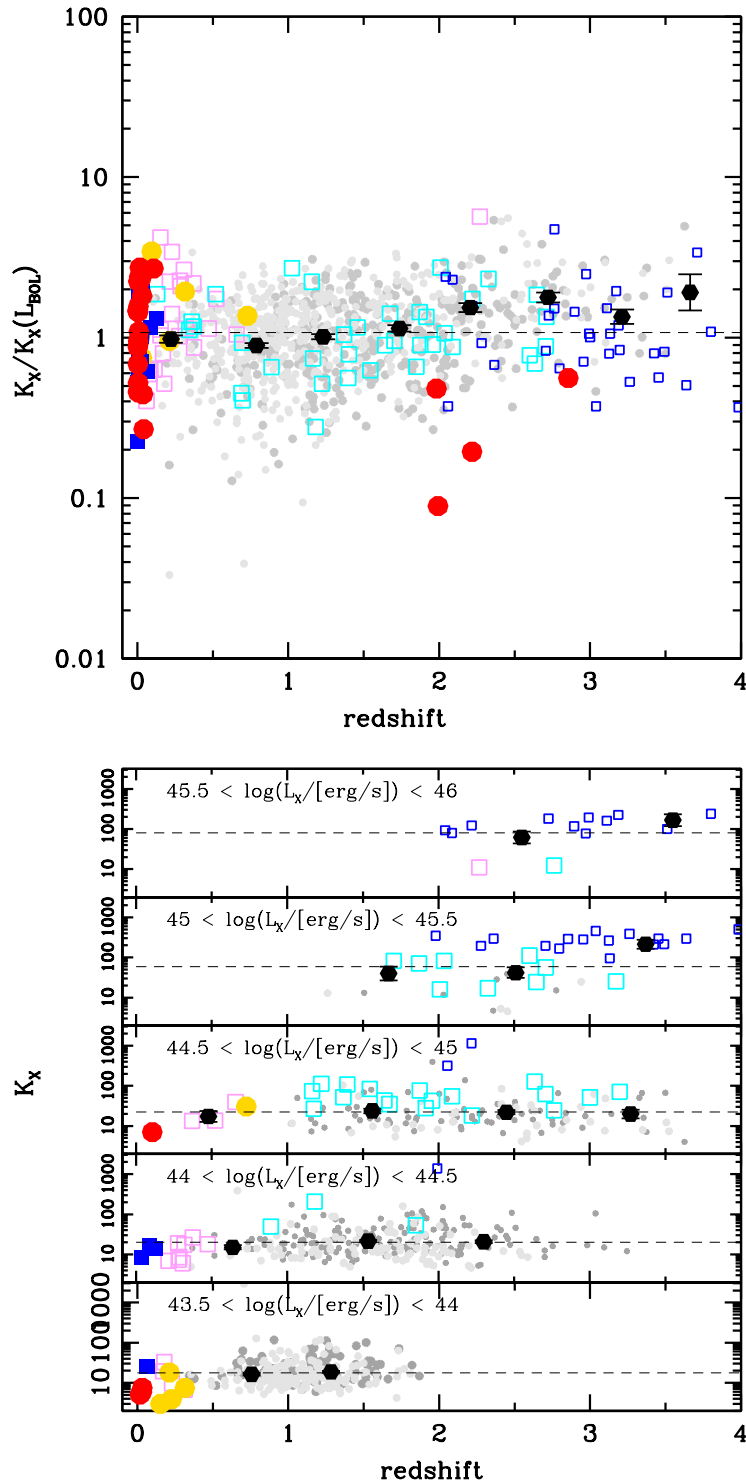 100
10
1
0.1
0.01
K_X/K_X(L_BOL)
0 1 2 3 4
redshift
45.5 < log(L_X/[erg/s]) < 46
10 100 1000
45 < log(L_X/[erg/s]) < 45.5
10 100 1000
44.5 < log(L_X/[erg/s]) < 45
10 100 1000
K_X
44 < log(L_X/[erg/s]) < 44.5
10 100 1000
43.5 < log(L_X/[erg/s]) < 44
10 100 1000
0 1 2 3 4
redshift